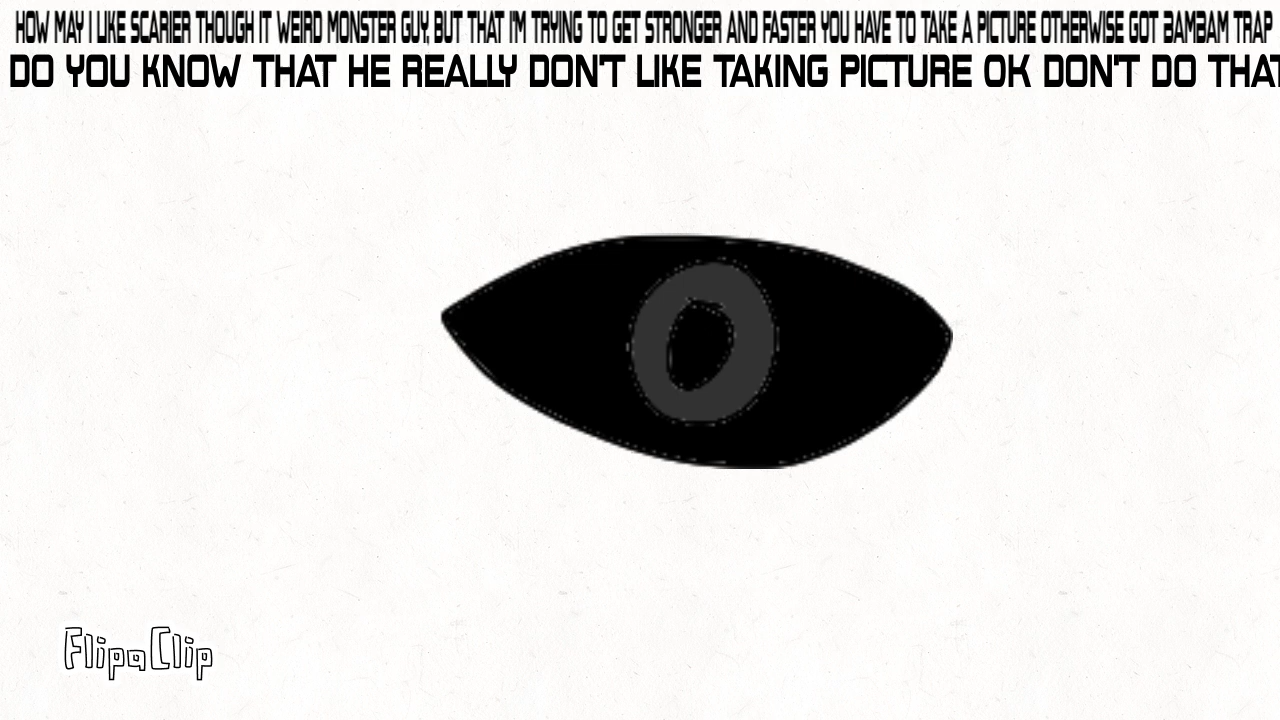 HOW MAY I LIKE SCARIER THOUGH IT WEIRD MONSTER GUY, BUT THAT I'M TRYING TO GET STRONGER AND FASTER YOU HAVE TO TAKE A PICTURE OTHERWISE GOT BAMBAM TRAP
DO YOU KNOW THAT HE REALLY DON'T LIKE TAKING PICTURE OK DON'T DO THAT
FlipaClip